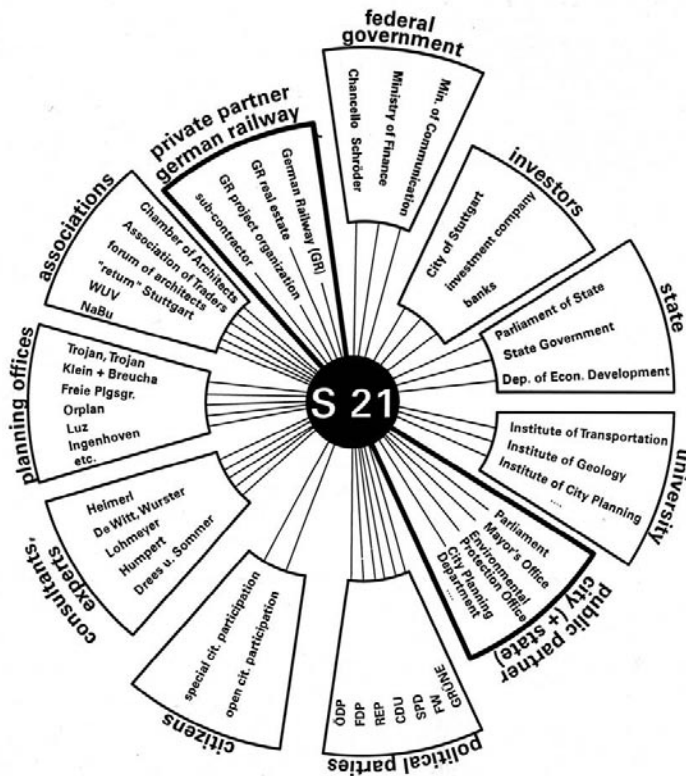 federal
government
Chancello Schröder
Ministry of Finance
Min. of Communication
investors
City of Stuttgart
investment company
banks
state
Parliament of State
State Government
Dep. of Econ. Development
university
Institute of Transportation
Institute of Geology
Institute of City Planning
....
public partner
city (+ state)
Parliament
Mayor's Office
Environmental
Protection Office
City Planning
Department
....
political parties
ÖDP
FDP
REP
CDU
SPD
FW
GRÜNE
citizens
special cit. participation
open cit. participation
consultants,
experts
Heimerl
De Witt, Wurster
Lohmeyer
Humpert
Drees u. Sommer
planning offices
Trojan, Trojan
Klein + Breucha
Freie Plgsgr.
Orplan
Luz
Ingenhoven
etc.
associations
Chamber of Architects
Association of Traders
forum of architects
"return" Stuttgart
WUV
NaBu
private partner
german railway
German Railway (GR)
GR real estate
GR project organization
sub-contractor
S 21